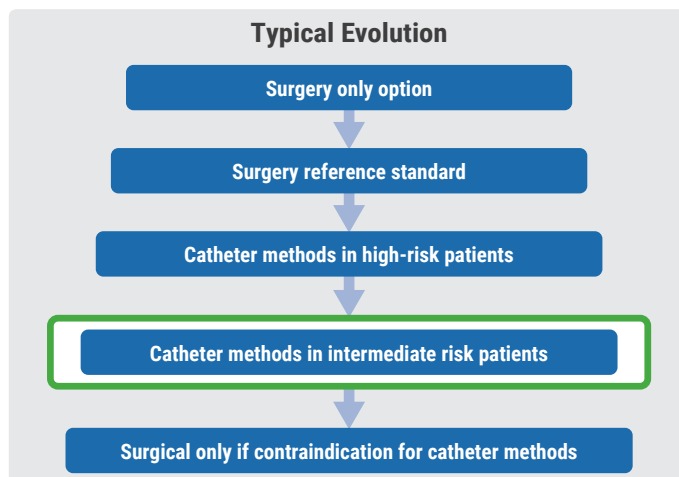 Typical Evolution
Surgery only option
Surgery reference standard
Catheter methods in high-risk patients
Catheter methods in intermediate risk patients
Surgical only if contraindication for catheter methods